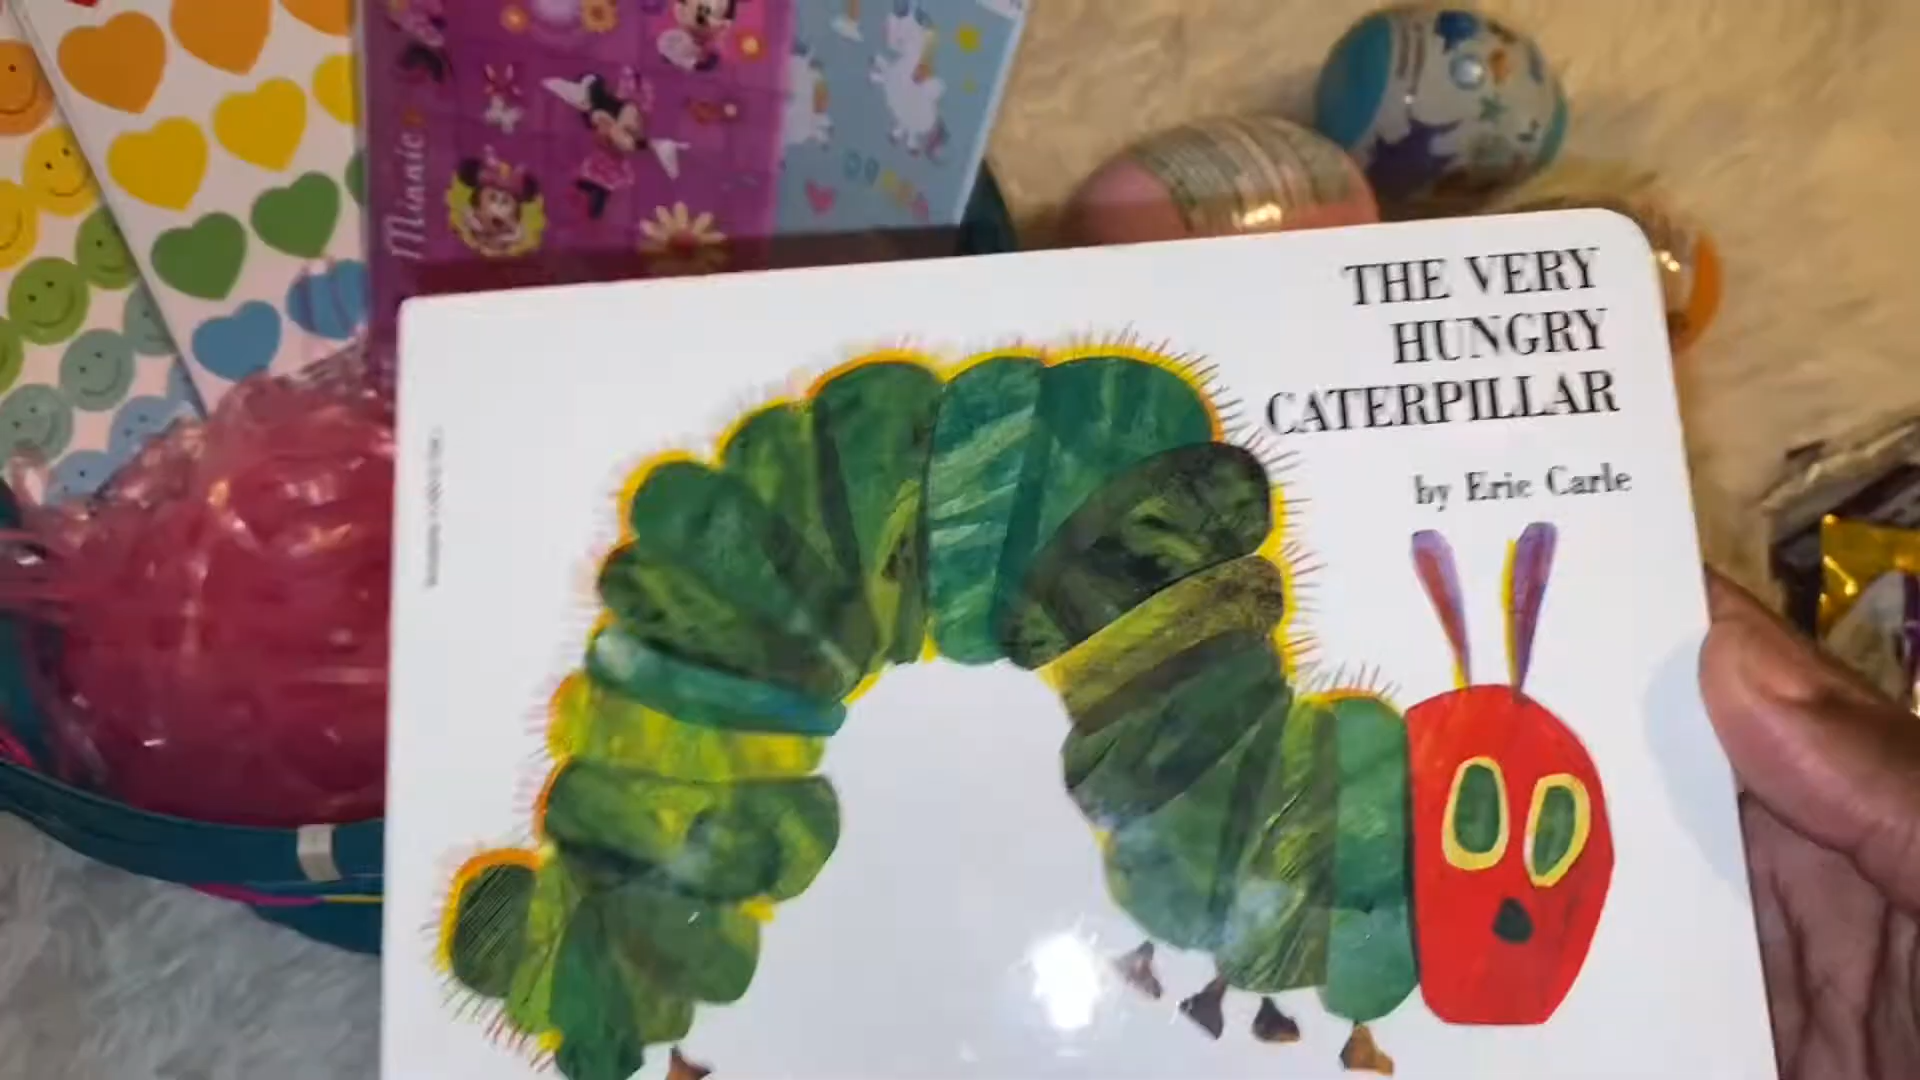 Minnie
THE VERY
HUNGRY
CATERPILLAR
by Eric Carle